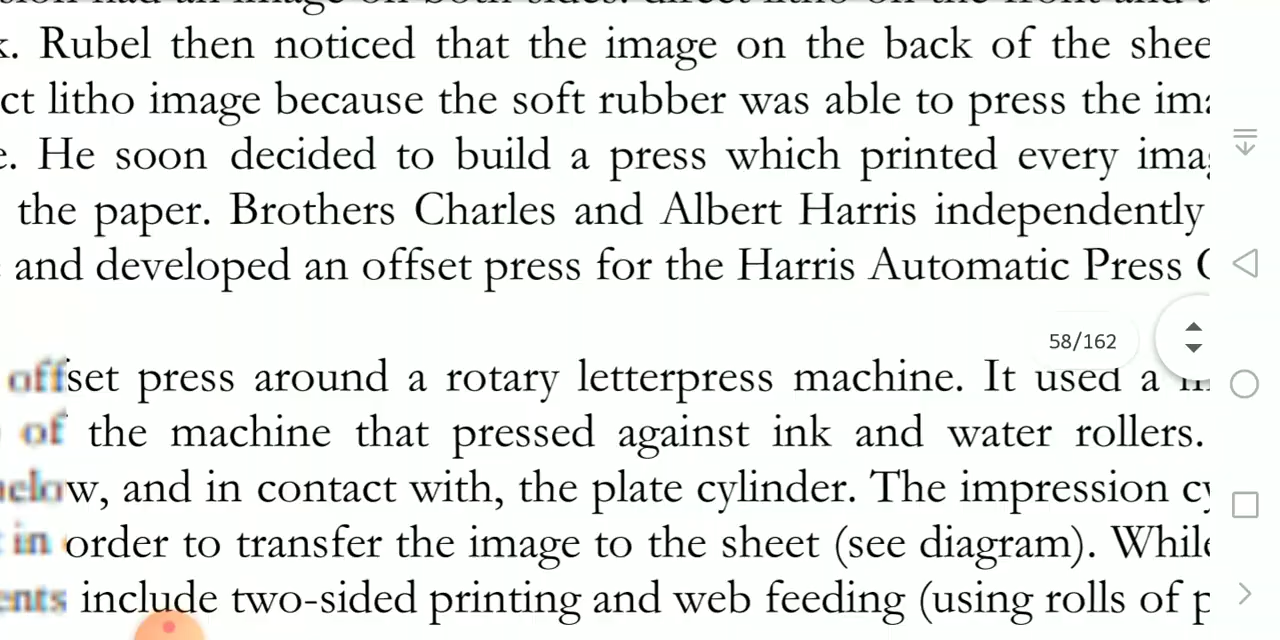 k. Rubel then noticed that the image on the back of the shee
ct litho image because the soft rubber was able to press the ima
e. He soon decided to build a press which printed every imag
the paper. Brothers Charles and Albert Harris independently
and developed an offset press for the Harris Automatic Press C
58/162
offset press around a rotary letterpress machine. It used a
of the machine that pressed against ink and water rollers.
below, and in contact with, the plate cylinder. The impression cy
in order to transfer the image to the sheet (see diagram). While
ents include two-sided printing and web feeding (using rolls of p